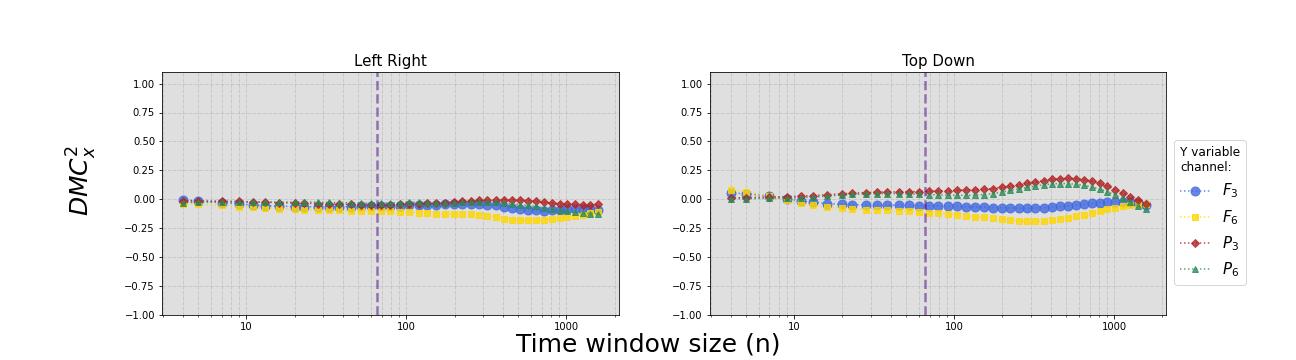 Left Right
Top Down
DMC²ₓ
1.00
0.75
0.50
0.25
0.00
−0.25
−0.50
−0.75
−1.00
10
100
1000
1.00
0.75
0.50
0.25
0.00
−0.25
−0.50
−0.75
−1.00
10
100
1000
Time window size (n)
Y variable
channel:
F₃
F₆
P₃
P₆